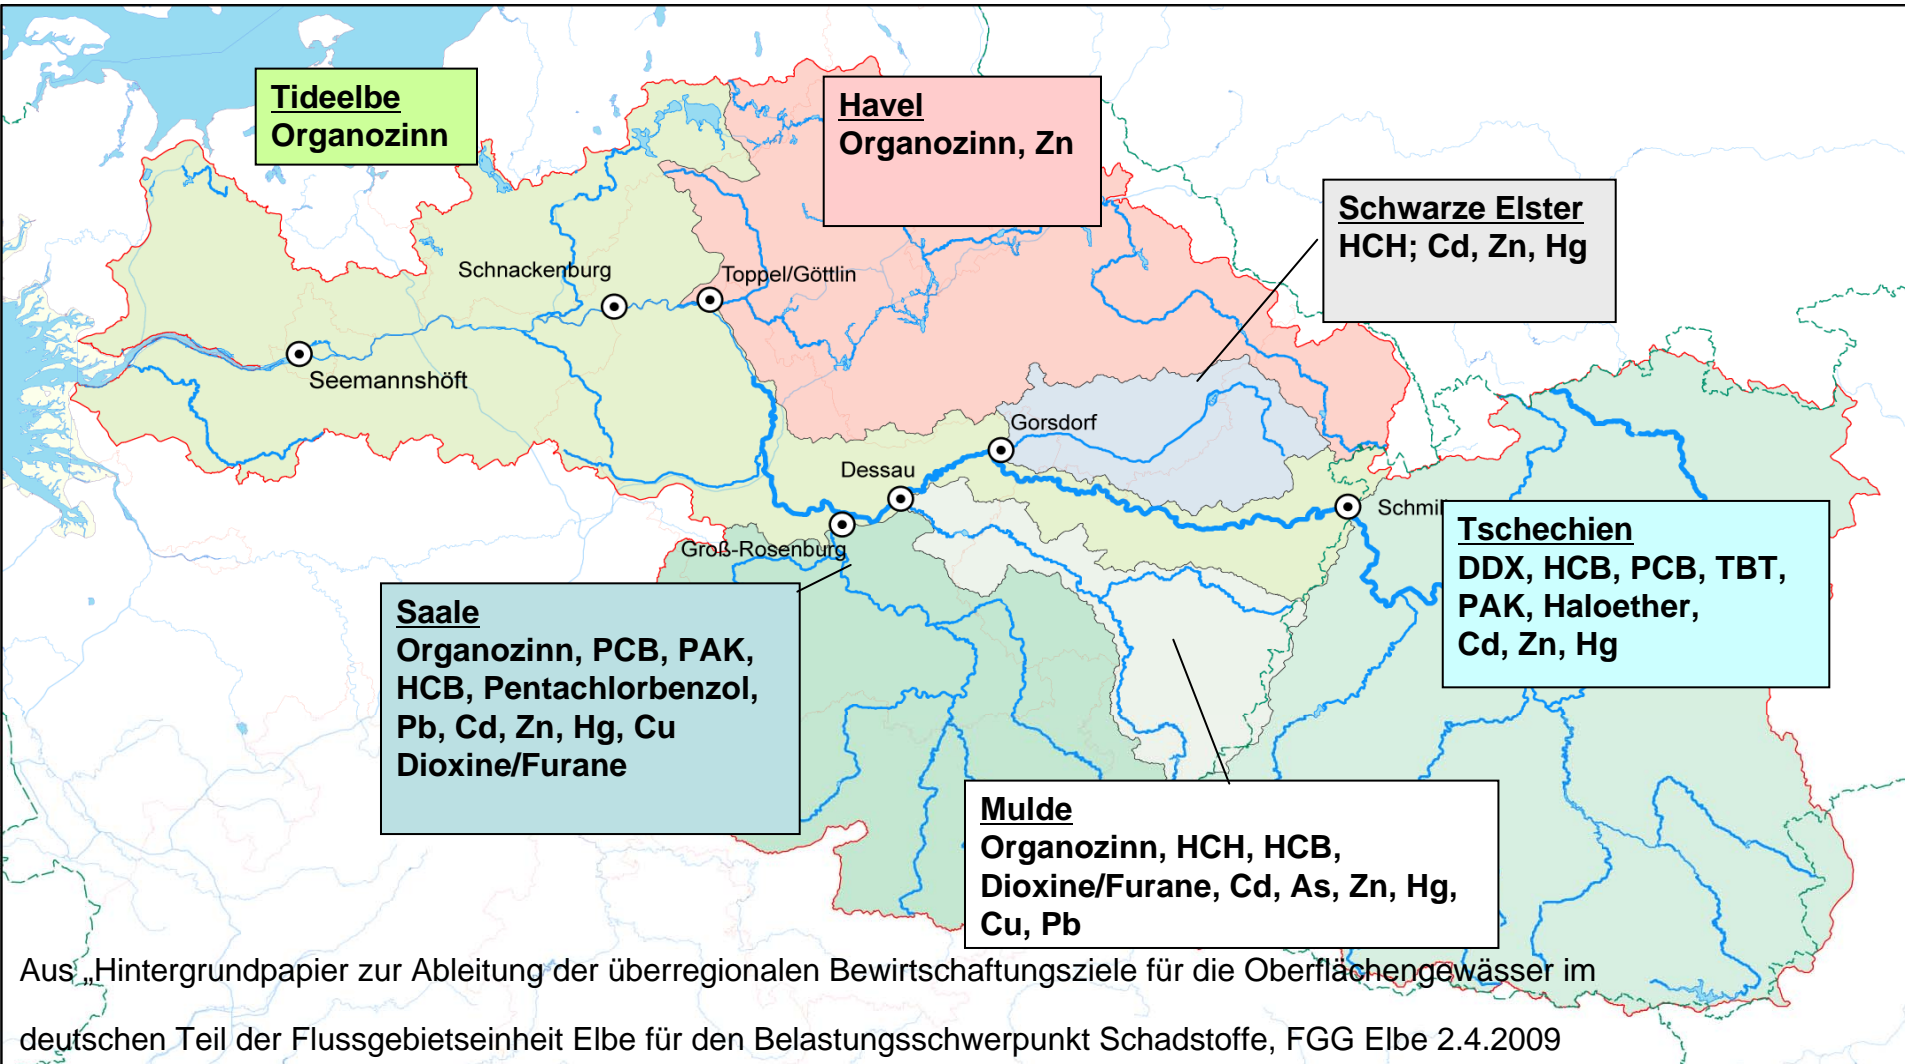 Tideelbe
Organozinn
Havel
Organozinn, Zn
Schwarze Elster
HCH; Cd, Zn, Hg
Schnackenburg
Toppel/Göttlin
Seemannshöft
Gorsdorf
Dessau
Groß-Rosenburg
Tschechien
DDX, HCB, PCB, TBT,
PAK, Haloether,
Cd, Zn, Hg
Saale
Organozinn, PCB, PAK,
HCB, Pentachlorbenzol,
Pb, Cd, Zn, Hg, Cu
Dioxine/Furane
Mulde
Organozinn, HCH, HCB,
Dioxine/Furane, Cd, As, Zn, Hg,
Cu, Pb
Aus „Hintergrundpapier zur Ableitung der überregionalen Bewirtschaftungsziele für die Oberflächengewässer im
deutschen Teil der Flussgebietseinheit Elbe für den Belastungsschwerpunkt Schadstoffe, FGG Elbe 2.4.2009